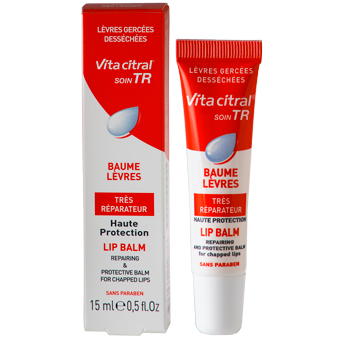 LÈVRES GERCÉES
DESSÉCHÉES
Vita citral
SOIN TR
BAUME
LÈVRES
TRÈS
RÉPARATEUR
Haute
Protection
LIP BALM
REPAIRING
&
PROTECTIVE BALM
FOR CHAPPED LIPS
SANS PARABEN
15 ml e 0,5 fl.Oz
LÈVRES GERCÉES
DESSÉCHÉES
Vita citral®
SOIN TR
BAUME
LÈVRES
TRÈS
RÉPARATEUR
HAUTE PROTECTION
LIP BALM
REPAIRING
AND PROTECTIVE BALM
for chapped lips
SANS PARABEN